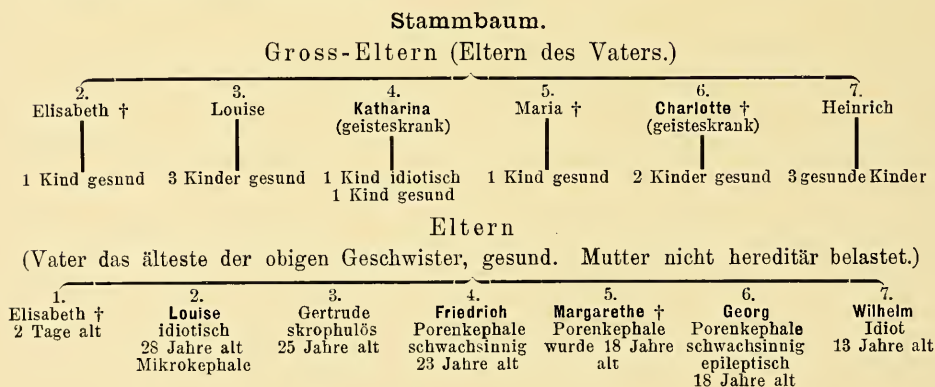 Stammbaum.
Gross-Eltern (Eltern des Vaters.)
2. 3. 4. 5. 6. 7.
Elisabeth † Louise Katharina Maria † Charlotte † Heinrich
(geisteskrank) (geisteskrank)
1 Kind gesund 3 Kinder gesund 1 Kind idiotisch 1 Kind gesund 2 Kinder gesund 3 gesunde Kinder
1 Kind gesund
Eltern
(Vater das älteste der obigen Geschwister, gesund. Mutter nicht hereditär belastet.)
1. 2. 3. 4. 5. 6. 7.
Elisabeth † Louise Gertrude Friedrich Margarethe † Georg Wilhelm
2 Tage alt idiotisch skrophulös Porenkephale Porenkephale Porenkephale Idiot
28 Jahre alt 25 Jahre alt schwachsinnig wurde 18 Jahre schwachsinnig 13 Jahre alt
Mikrokephale 23 Jahre alt alt epileptisch
18 Jahre alt